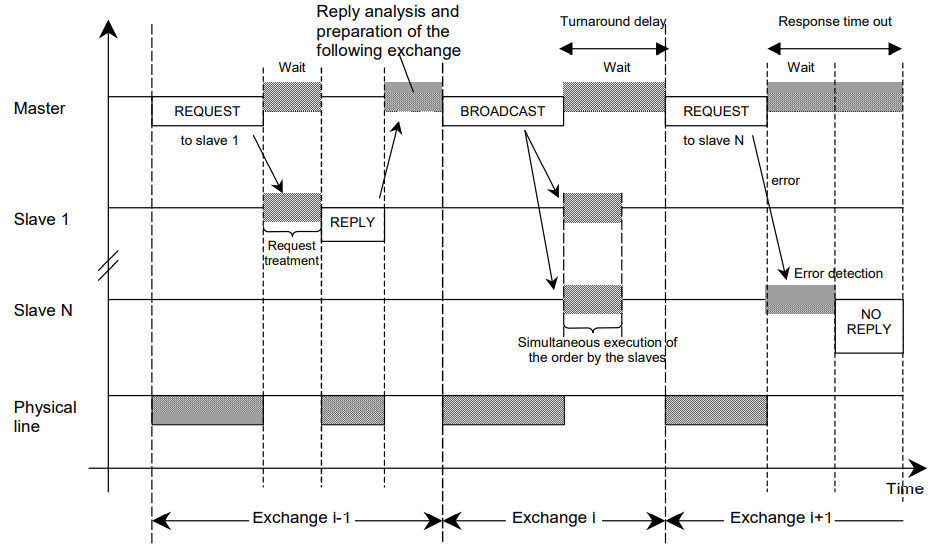 Reply analysis and
preparation of the
following exchange
Turnaround delay
Response time out
Wait
Wait
Wait
Master
REQUEST
BROADCAST
REQUEST
to slave 1
to slave N
error
Slave 1
REPLY
Request
treatment
Error detection
Slave N
NO
REPLY
Simultaneous execution of
the order by the slaves
Physical
line
Time
Exchange i-1
Exchange i
Exchange i+1